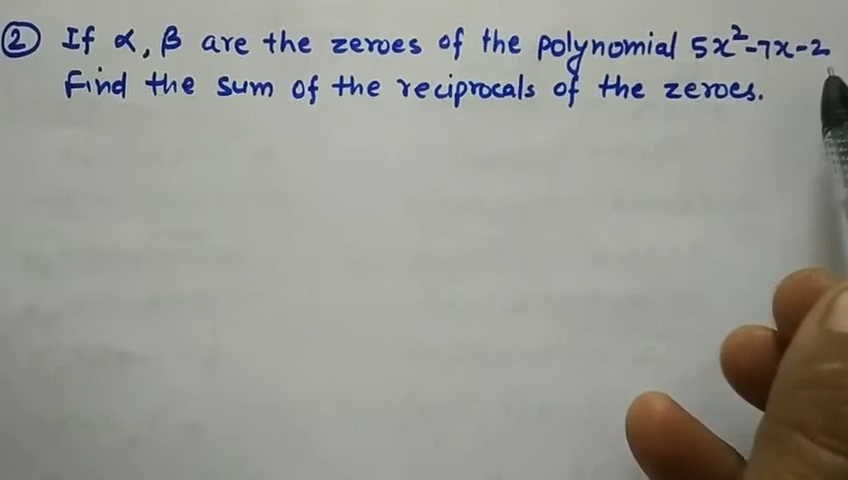 ② If α, β are the zeroes of the polynomial 5x²-7x-2
Find the sum of the reciprocals of the zeroes.